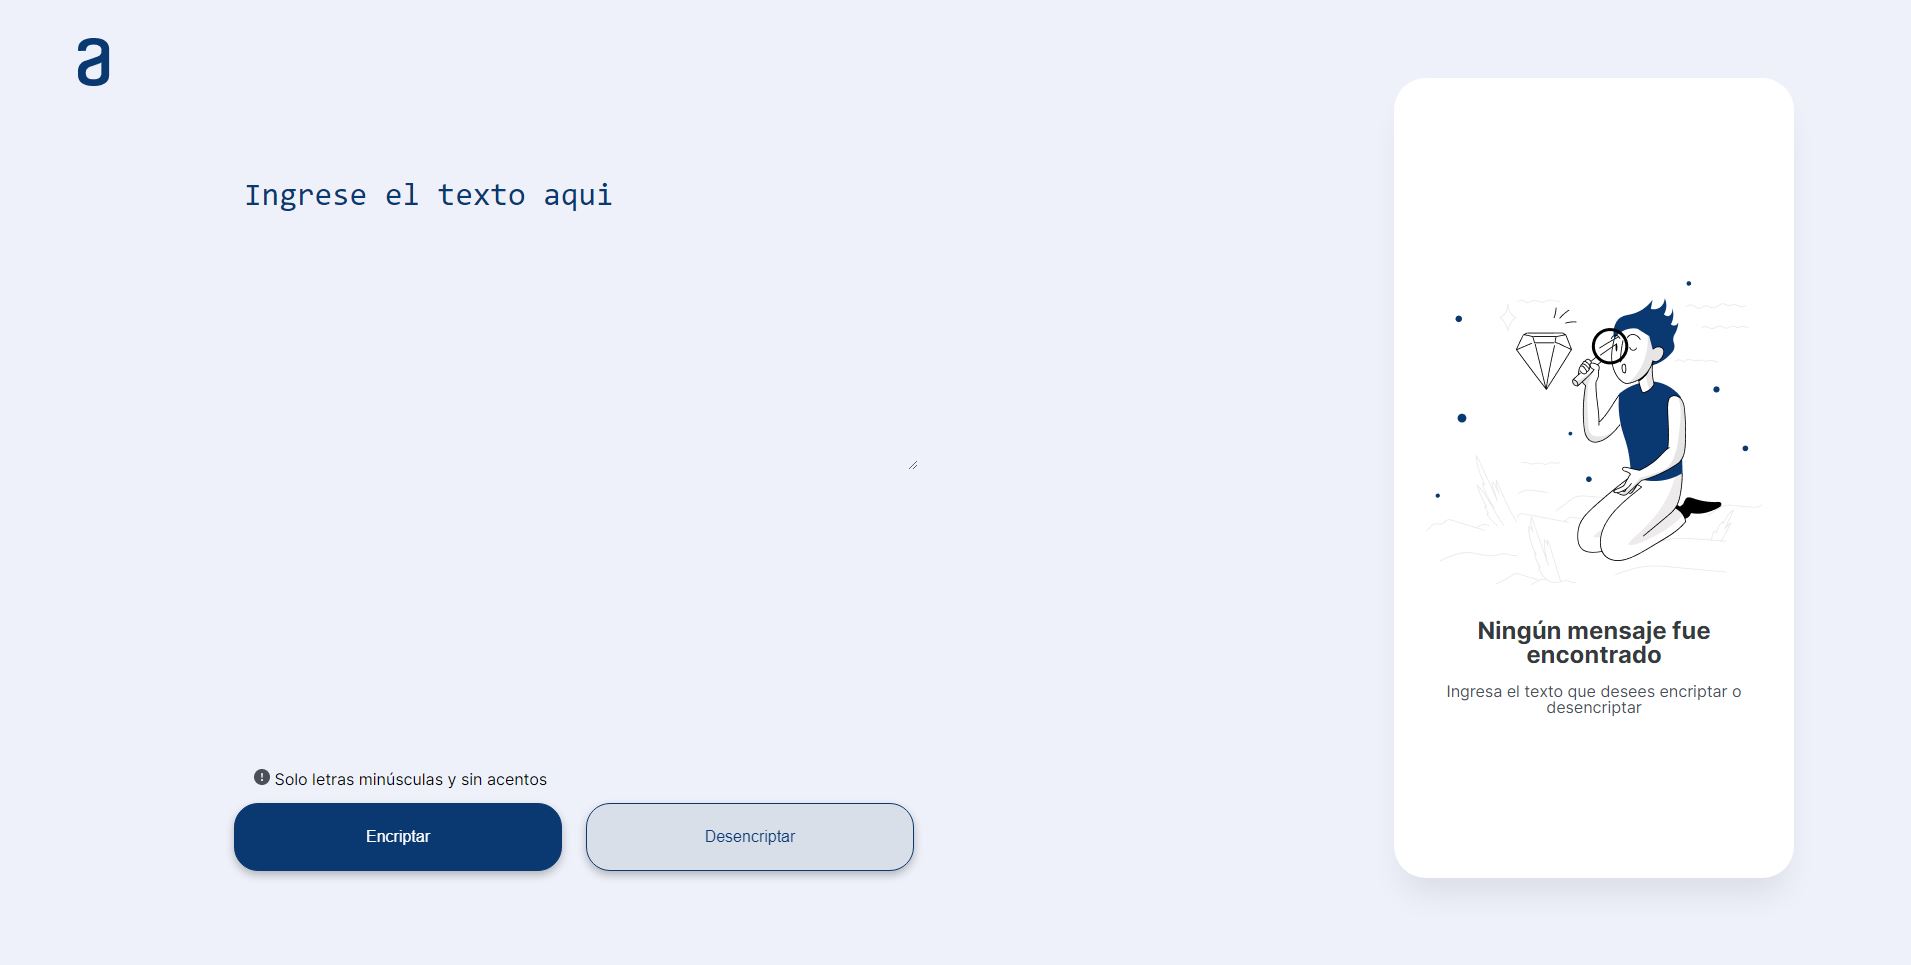 a
Ingrese el texto aqui
Solo letras minúsculas y sin acentos
Encriptar
Desencriptar
Ningún mensaje fue
encontrado
Ingresa el texto que desees encriptar o
desencriptar